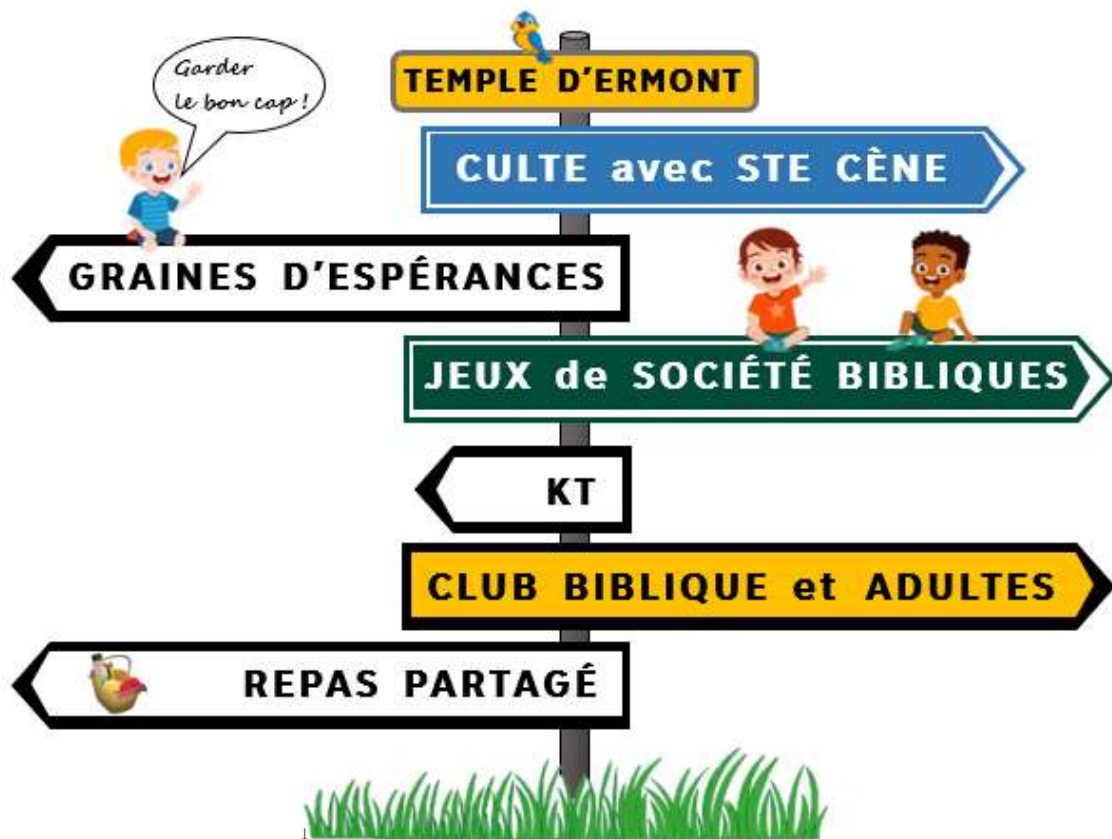 Garder
le bon cap !
TEMPLE D'ERMONT
CULTE avec STE CÈNE
GRAINES D'ESPÉRANCES
JEUX de SOCIÉTÉ BIBLIQUES
KT
CLUB BIBLIQUE et ADULTES
REPAS PARTAGÉ